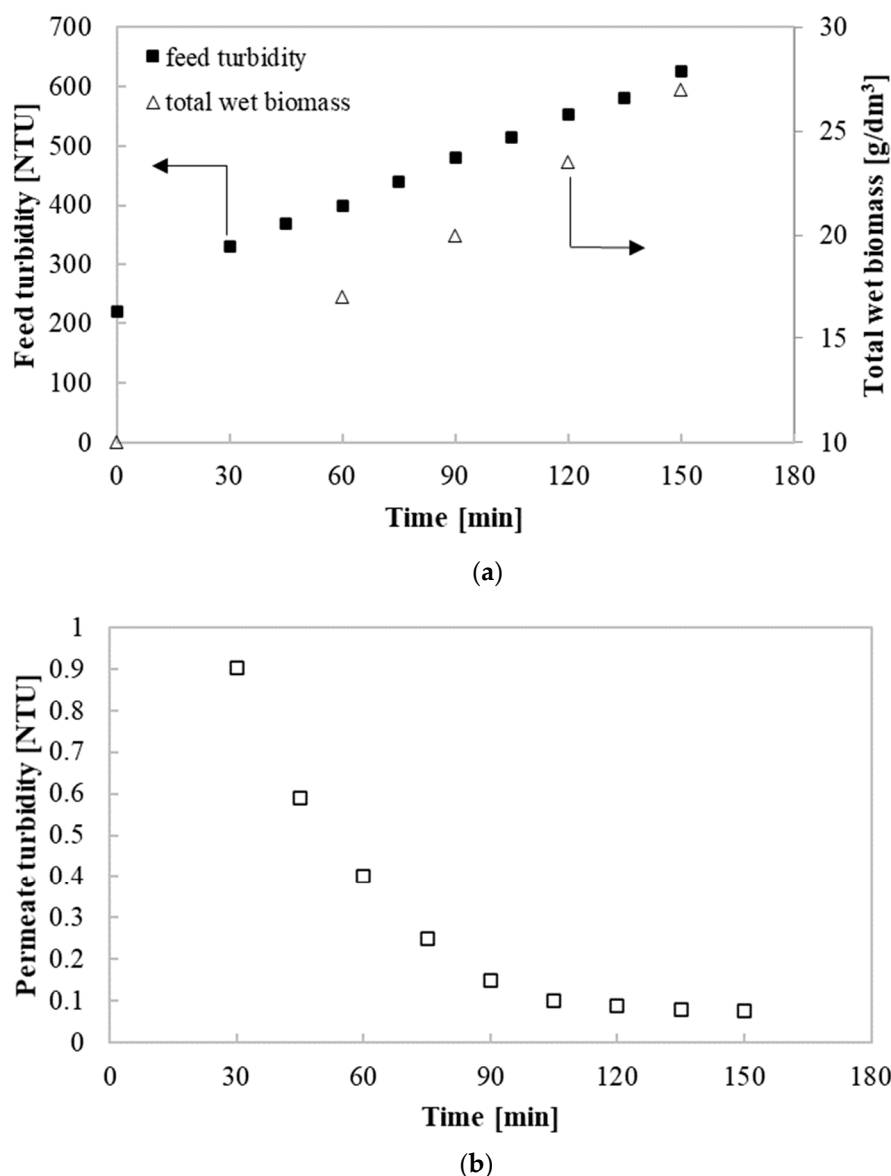 700
600
500
400
300
200
100
0
feed turbidity
total wet biomass
Feed turbidity [NTU]
30
25
20
15
10
Total wet biomass [g/dm³]
0 30 60 90 120 150 180
Time [min]
(a)
1
0.9
0.8
0.7
0.6
0.5
0.4
0.3
0.2
0.1
0
Permeate turbidity [NTU]
0 30 60 90 120 150 180
Time [min]
(b)